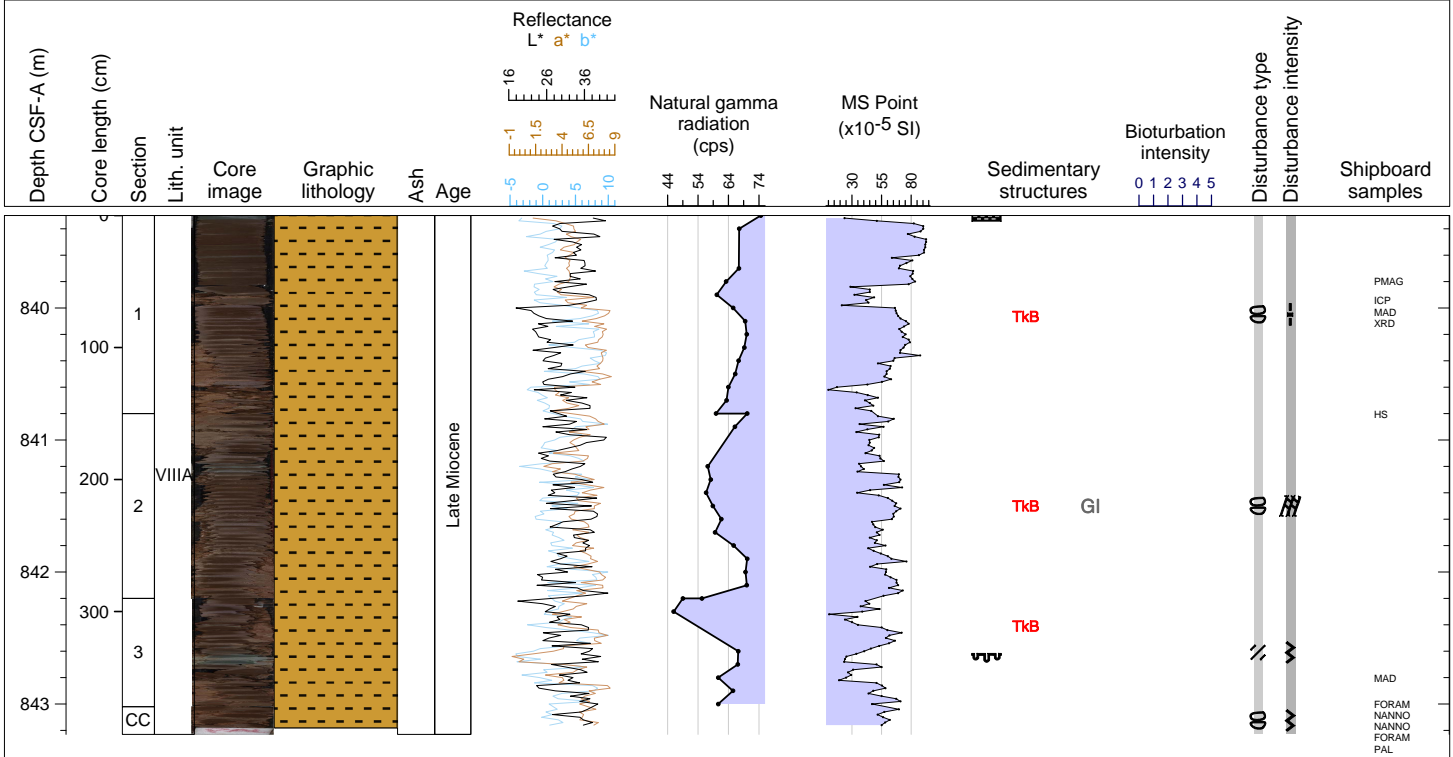 Depth CSF-A (m)
Core length (cm)
Section
Lith. unit
Core
image
Graphic
lithology
Ash
Age
Reflectance
L* a* b*
16 26 36
-1 1.5 4 6.5 9
-5 0 5 10
Natural gamma
radiation
(cps)
44 54 64 74
MS Point
(x10-5 SI)
30 55 80
Sedimentary
structures
Bioturbation
intensity
0 1 2 3 4 5
Disturbance type
Disturbance intensity
Shipboard
samples
0
PMAG
ICP
840
MAD
TkB
1
XRD
100
HS
841
VIIIA
200
Late Miocene
2
TkB
Gl
842
300
TkB
3
MAD
843
FORAM
CC
NANNO
NANNO
FORAM
PAL